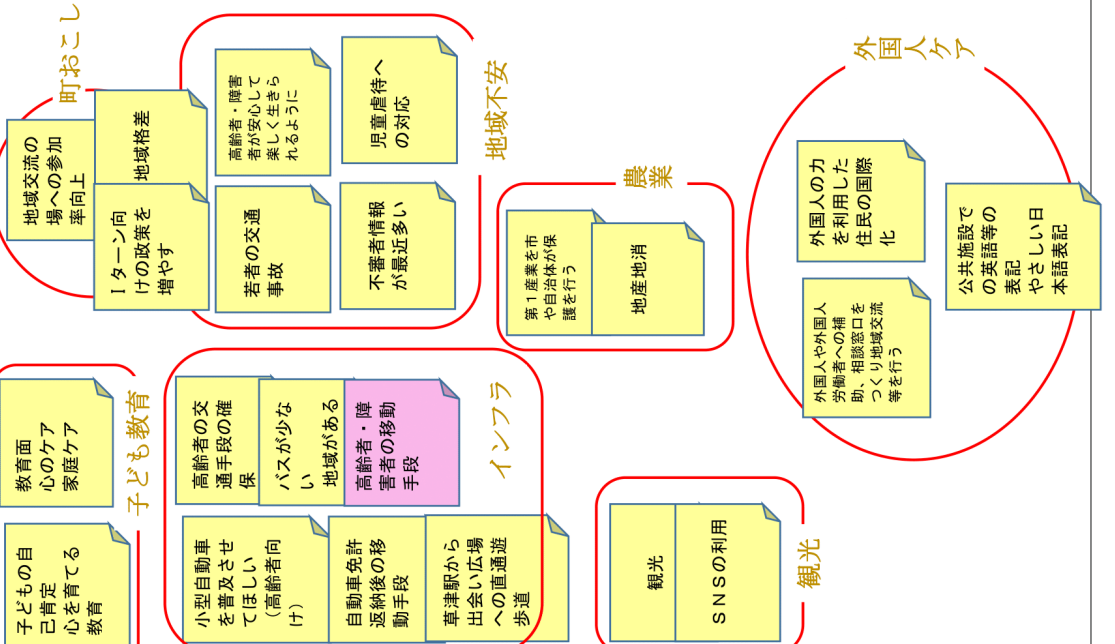 町おこし
地域交流の
場への参加
率向上
地域格差
Iターン向
けの政策を
増やす
地域不安
高齢者・障害
者が安心して
楽しく生きら
れるように
児童虐待へ
の対応
若者の交通
事故
不審者情報
が最近多い
農業
第1産業を市
や自治体が保
護を行う
地産地消
外国人ケア
外国人の力
を利用した
住民の国際
化
公共施設で
の英語等の
表記
やさしい日
本語表記
外国人や外国人
労働者への補
助、相談窓口を
つくり地域交流
等を行う
子ども教育
教育面
心のケア
家庭ケア
子どもの自
己肯定
心を育てる
教育
インフラ
高齢者の交
通手段の確
保
バスが少な
い
地域がある
高齢者・障
害者の移動
手段
小型自動車
を普及させ
てほしい
(高齢者向
け)
自動車免許
返納後の移
動手段
草津駅から
出会い広場
への直通遊
歩道
観光
観光
SNSの利用